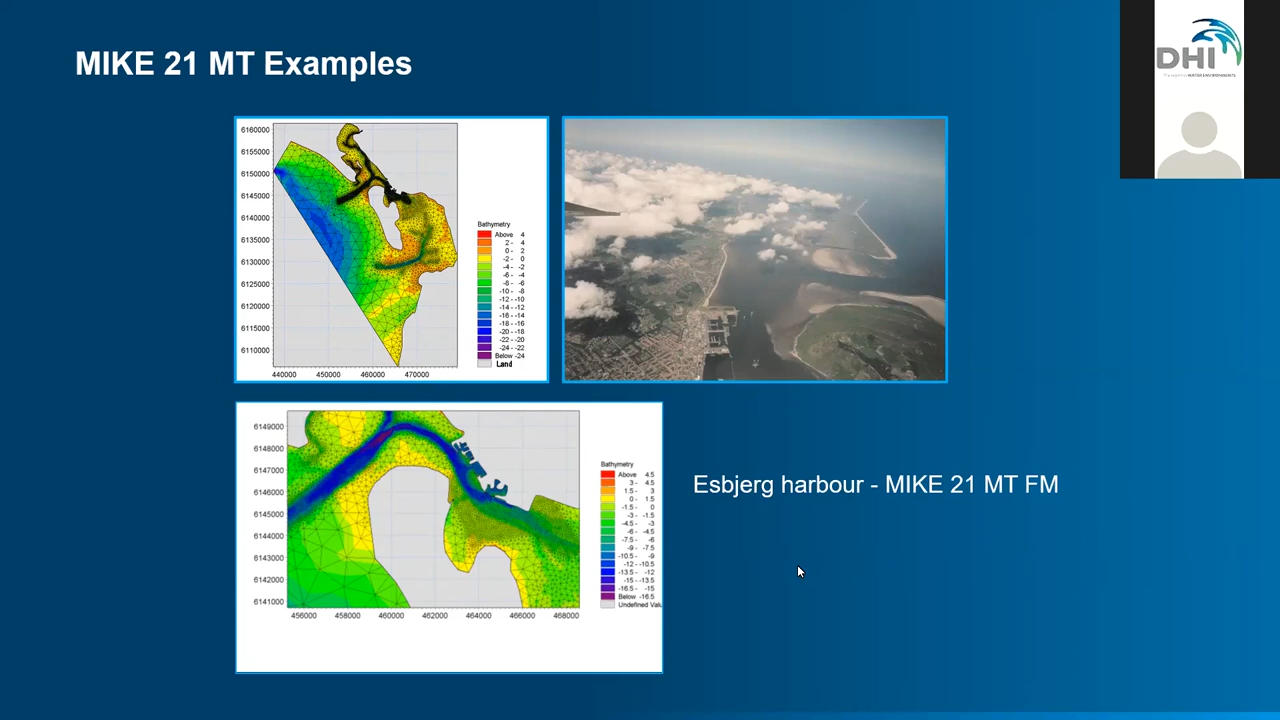 MIKE 21 MT Examples
DHI
6160000
6155000
6150000
6145000
6140000
6135000
6130000
6125000
6120000
6115000
6110000
440000 450000 460000 470000
Bathymetry
Above 4
2 - 4
0 - 2
-2 - 0
-4 - -2
-6 - -4
-8 - -6
-10 - -8
-12 - -10
-14 - -12
-16 - -14
-18 - -16
-20 - -18
-22 - -20
-24 - -22
Below -24
Land
6149000
6148000
6147000
6146000
6145000
6144000
6143000
6142000
6141000
456000 458000 460000 462000 464000 466000 468000
Bathymetry
Above 4.5
3 - 4.5
1.5 - 3
0 - 1.5
-1.5 - 0
-3 - -1.5
-4.5 - -3
-6 - -4.5
-7.5 - -6
-9 - -7.5
-10.5 - -9
-12 - -10.5
-13.5 - -12
-15 - -13.5
-16.5 - -15
Below -16.5
Undefined Valu
Esbjerg harbour - MIKE 21 MT FM